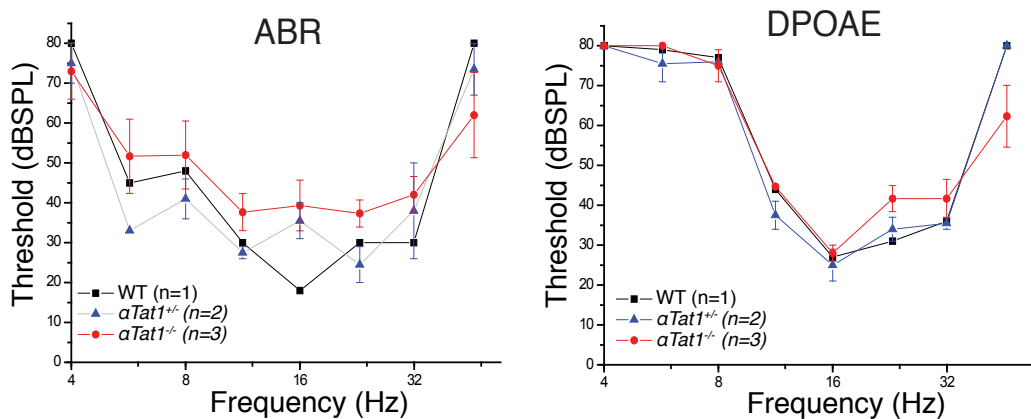 ABR
Threshold (dBSPL)
80
70
60
50
40
30
20
10
0
WT (n=1)
αTat1+/- (n=2)
αTat1-/- (n=3)
4
8
16
32
Frequency (Hz)
DPOAE
Threshold (dBSPL)
80
70
60
50
40
30
20
10
0
WT (n=1)
αTat1+/- (n=2)
αTat1-/- (n=3)
4
8
16
32
Frequency (Hz)